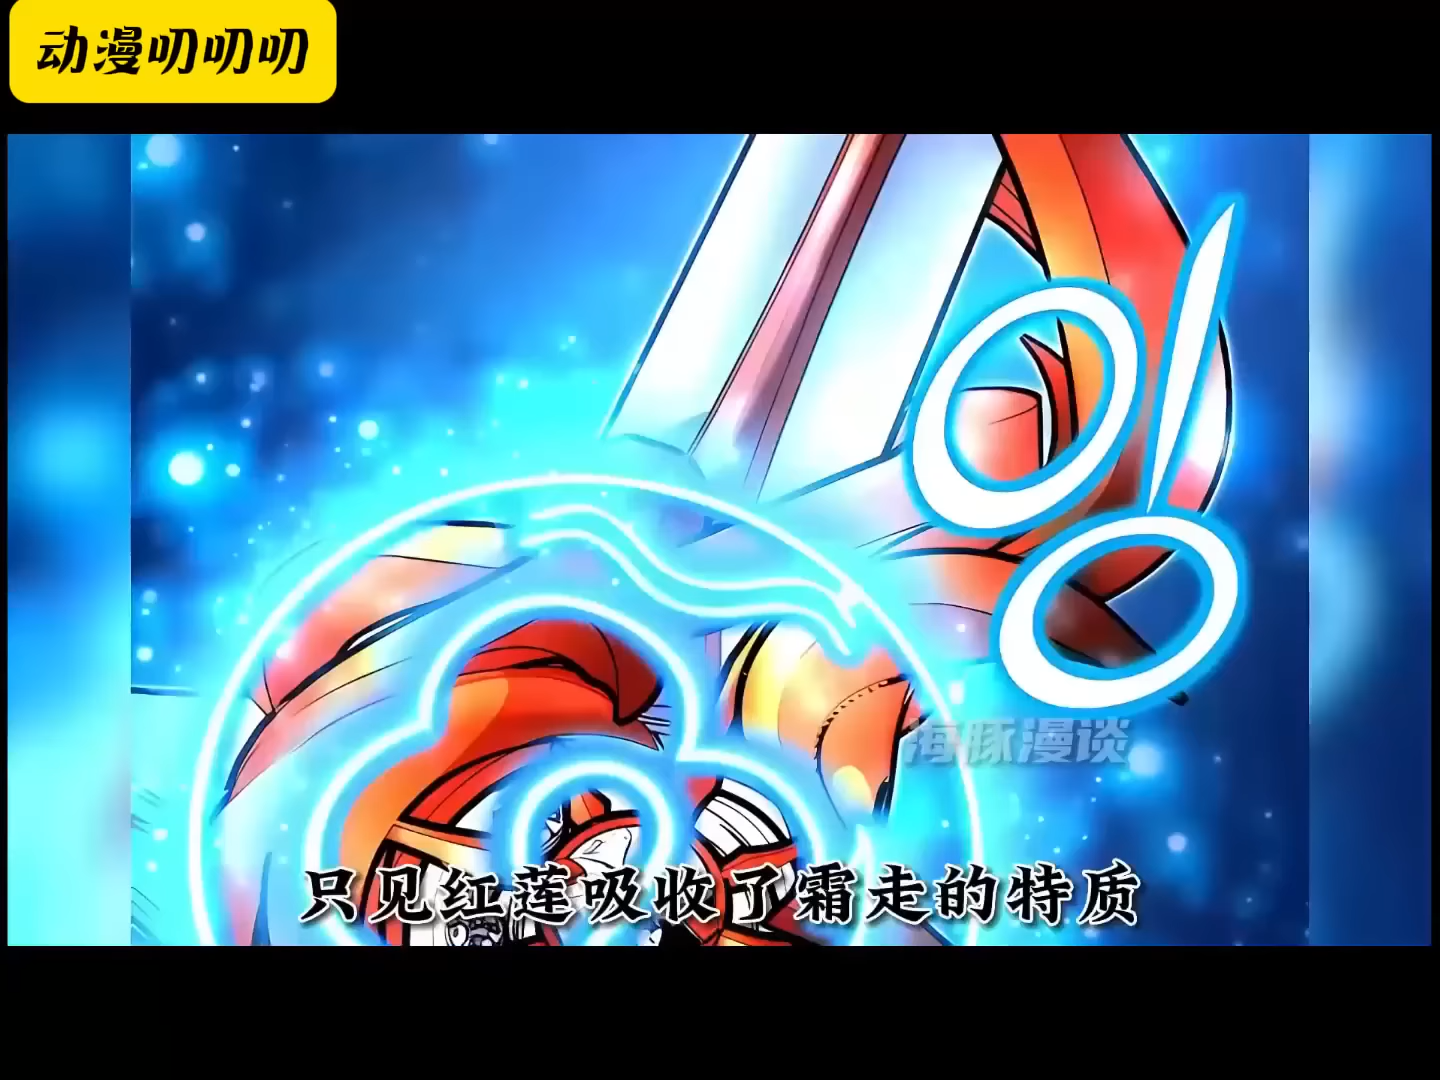 动漫叨叨叨
잉
海豚漫谈
只见红莲吸收了霜走的特质